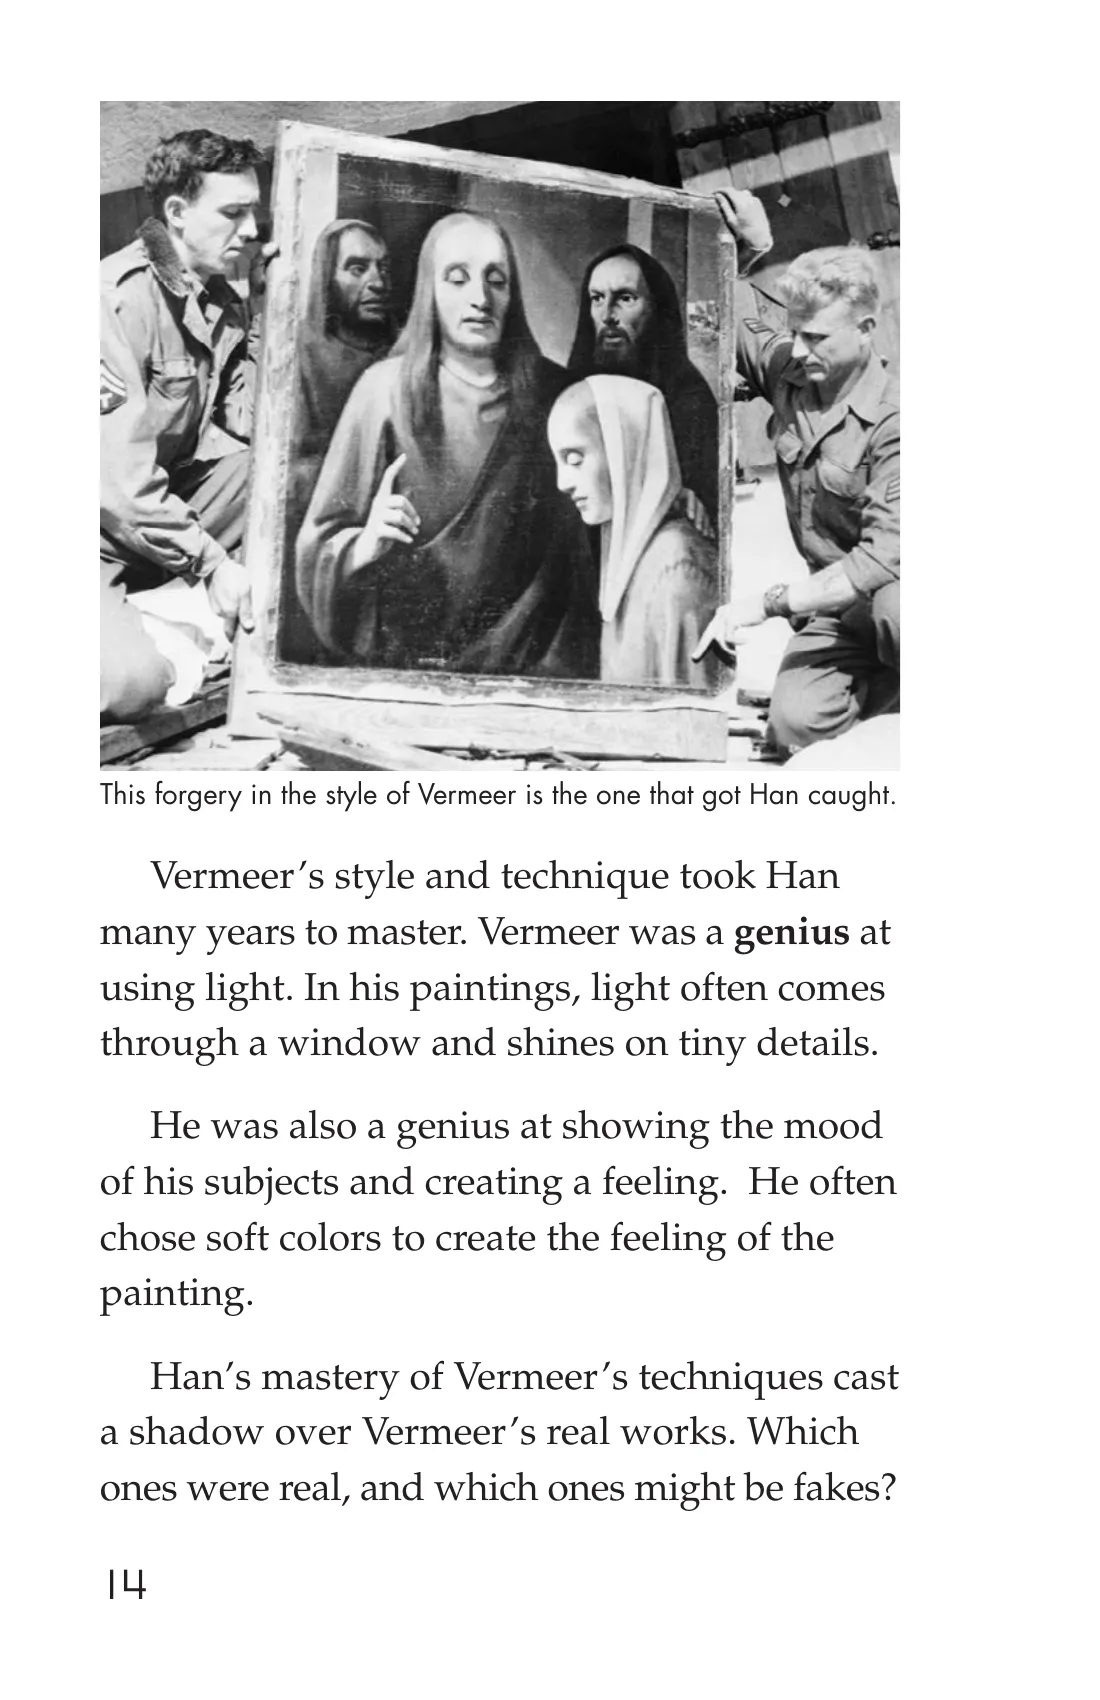 This forgery in the style of Vermeer is the one that got Han caught.
Vermeer’s style and technique took Han
many years to master. Vermeer was a genius at
using light. In his paintings, light often comes
through a window and shines on tiny details.
He was also a genius at showing the mood
of his subjects and creating a feeling.  He often
chose soft colors to create the feeling of the
painting.
Han’s mastery of Vermeer’s techniques cast
a shadow over Vermeer’s real works. Which
ones were real, and which ones might be fakes?
14